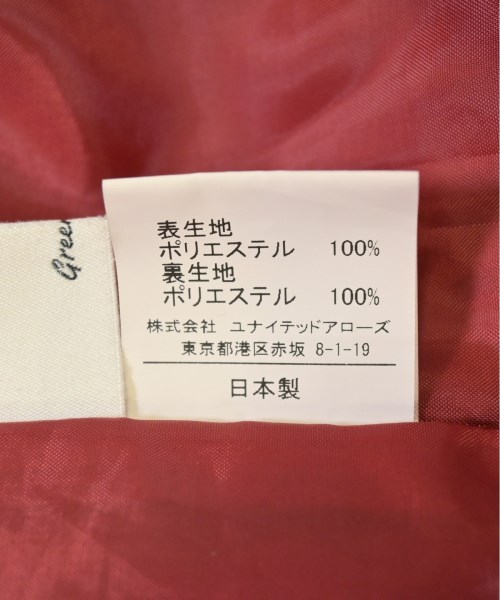 Green
表生地
ポリエステル 100%
裏生地
ポリエステル 100%
株式会社 ユナイテッドアローズ
東京都港区赤坂 8-1-19
日本製